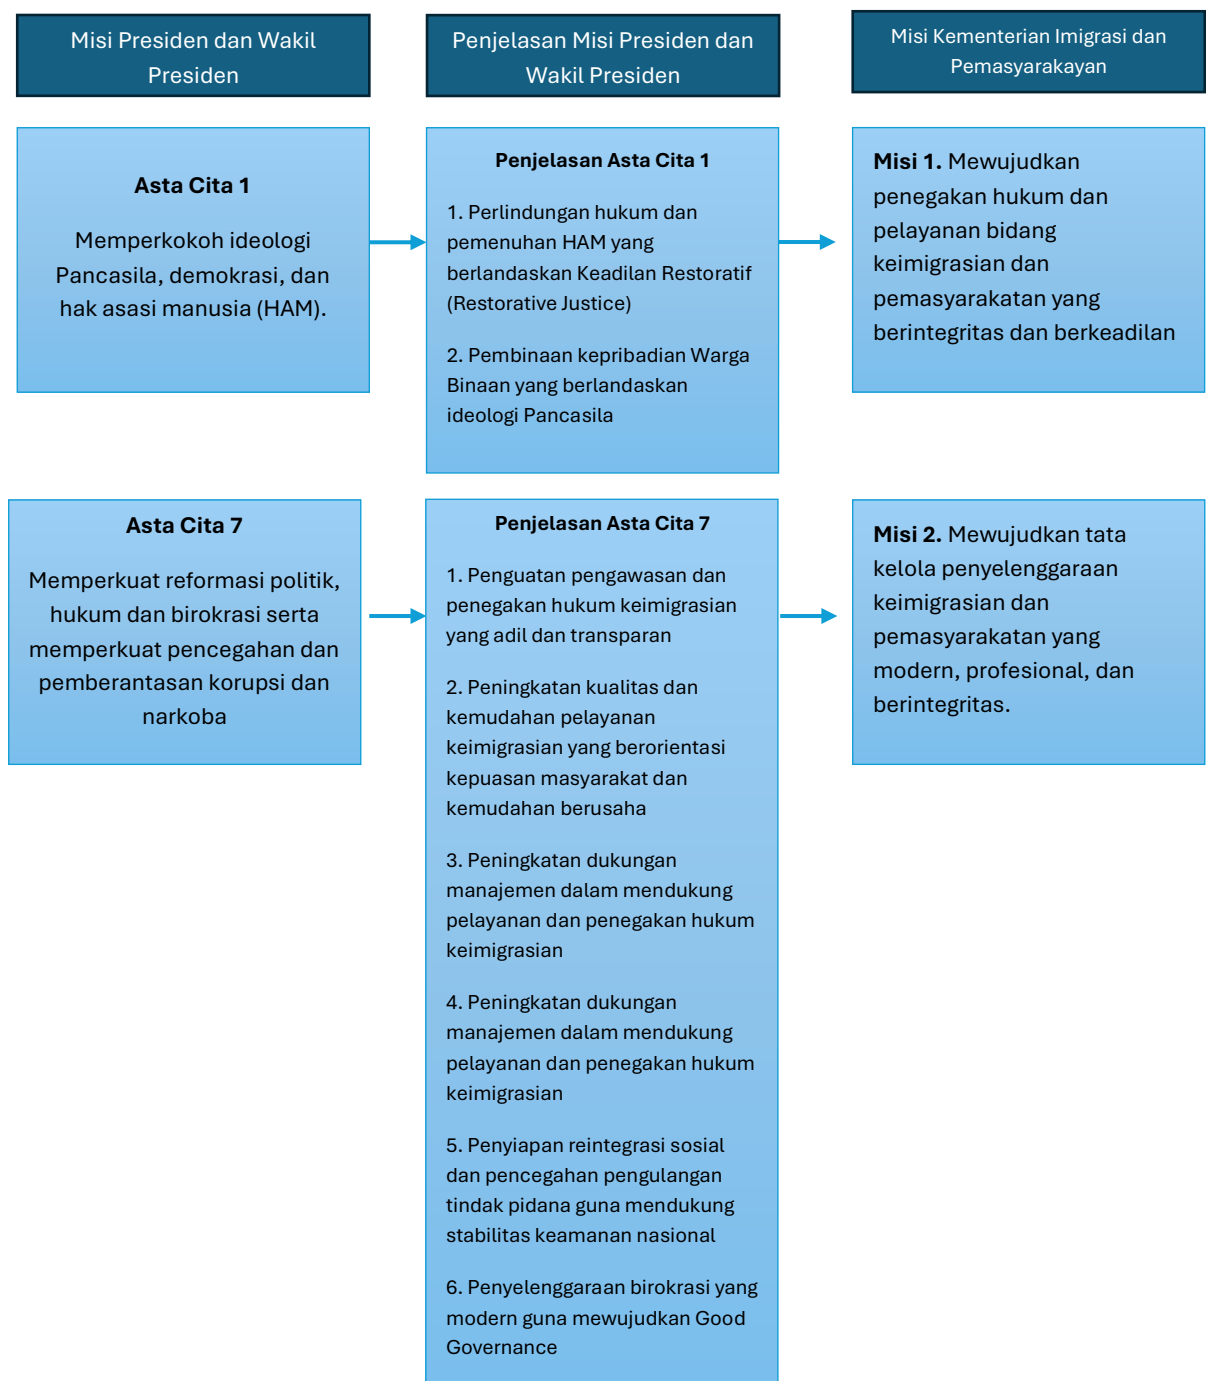 Misi Presiden dan Wakil
Presiden
Penjelasan Misi Presiden dan
Wakil Presiden
Misi Kementerian Imigrasi dan
Pemasyarakayan
Asta Cita 1
Memperkokoh ideologi
Pancasila, demokrasi, dan
hak asasi manusia (HAM).
Penjelasan Asta Cita 1
1. Perlindungan hukum dan
pemenuhan HAM yang
berlandaskan Keadilan Restoratif
(Restorative Justice)
2. Pembinaan kepribadian Warga
Binaan yang berlandaskan
ideologi Pancasila
Misi 1. Mewujudkan
penegakan hukum dan
pelayanan bidang
keimigrasian dan
pemasyarakatan yang
berintegritas dan berkeadilan
Asta Cita 7
Memperkuat reformasi politik,
hukum dan birokrasi serta
memperkuat pencegahan dan
pemberantasan korupsi dan
narkoba
Penjelasan Asta Cita 7
1. Penguatan pengawasan dan
penegakan hukum keimigrasian
yang adil dan transparan
2. Peningkatan kualitas dan
kemudahan pelayanan
keimigrasian yang berorientasi
kepuasan masyarakat dan
kemudahan berusaha
3. Peningkatan dukungan
manajemen dalam mendukung
pelayanan dan penegakan hukum
keimigrasian
4. Peningkatan dukungan
manajemen dalam mendukung
pelayanan dan penegakan hukum
keimigrasian
5. Penyiapan reintegrasi sosial
dan pencegahan pengulangan
tindak pidana guna mendukung
stabilitas keamanan nasional
6. Penyelenggaraan birokrasi yang
modern guna mewujudkan Good
Governance
Misi 2. Mewujudkan tata
kelola penyelenggaraan
keimigrasian dan
pemasyarakatan yang
modern, profesional, dan
berintegritas.